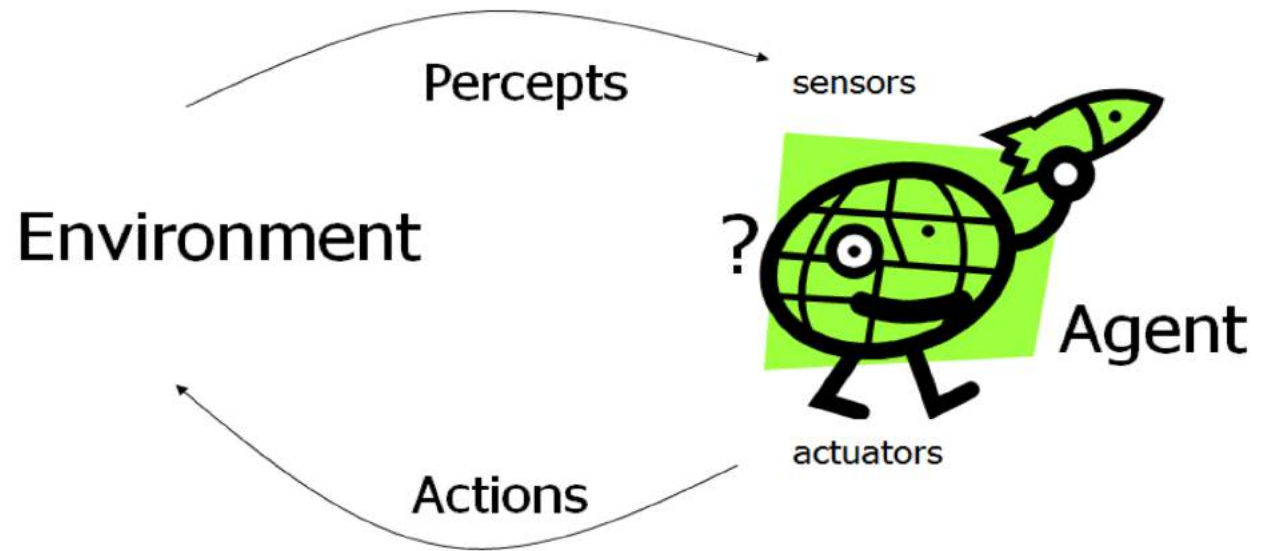 Percepts
sensors
Environment
?
Agent
actuators
Actions